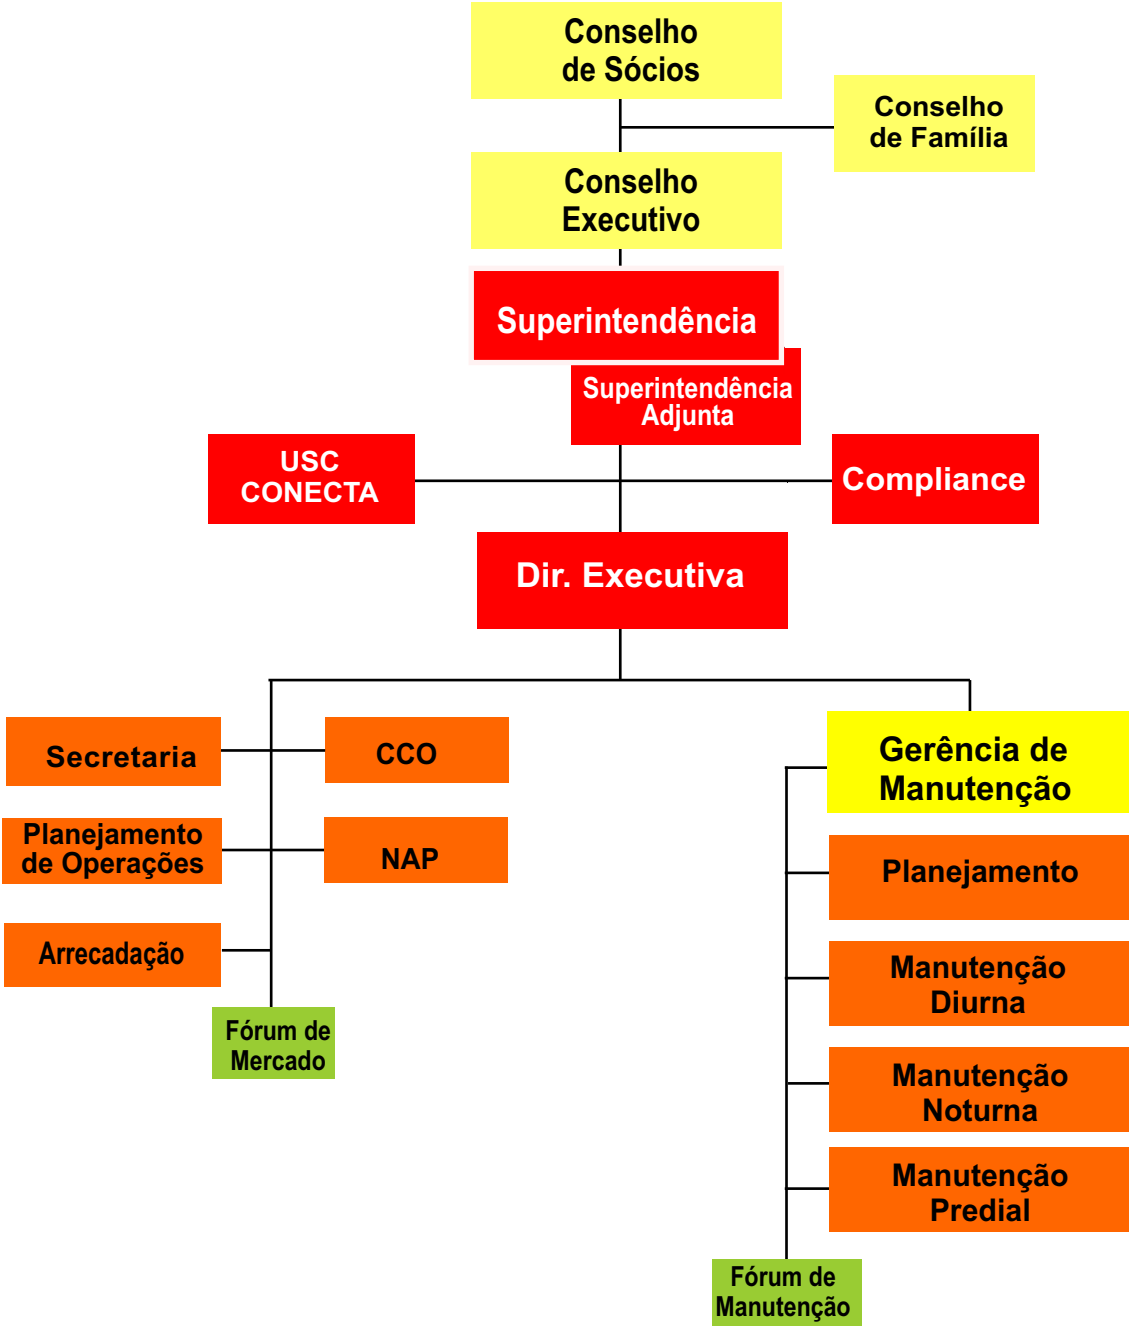 Conselho
de Sócios
Conselho
de Família
Conselho
Executivo
Superintendência
Superintendência
Adjunta
USC
CONECTA
Compliance
Dir. Executiva
Secretaria
CCO
Planejamento
de Operações
NAP
Arrecadação
Fórum de
Mercado
Gerência de
Manutenção
Planejamento
Manutenção
Diurna
Manutenção
Noturna
Manutenção
Predial
Fórum de
Manutenção